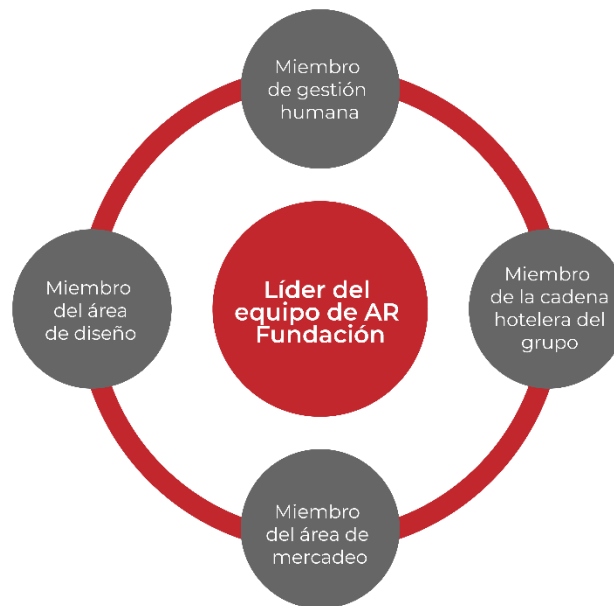 Miembro
de gestión
humana
Miembro
del área
de diseño
Líder del
equipo de AR
Fundación
Miembro
de la cadena
hotelera del
grupo
Miembro
del área de
mercadeo